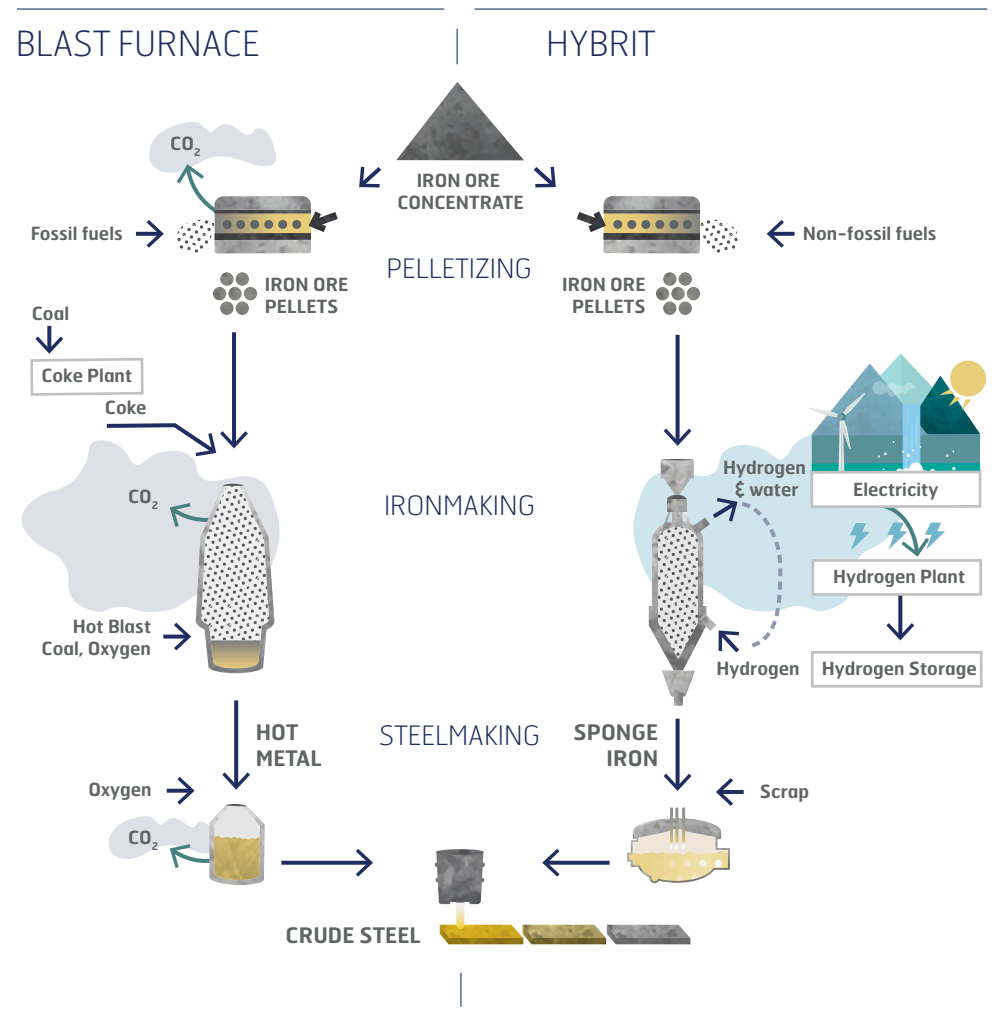 BLAST FURNACE
HYBRIT
CO₂
IRON ORE
CONCENTRATE
Fossil fuels
Non-fossil fuels
PELLETIZING
IRON ORE
PELLETS
IRON ORE
PELLETS
Coal
Coke Plant
Coke
CO₂
IRONMAKING
Hydrogen
& water
Electricity
Hydrogen Plant
Hot Blast
Coal, Oxygen
Hydrogen
Hydrogen Storage
HOT
METAL
STEELMAKING
SPONGE
IRON
Oxygen
Scrap
CO₂
CRUDE STEEL